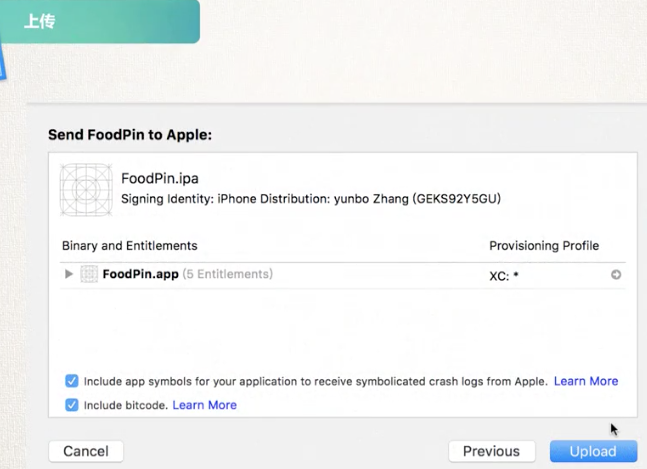 上传
Send FoodPin to Apple:
FoodPin.ipa
Signing Identity: iPhone Distribution: yunbo Zhang (GEKS92Y5GU)
Binary and Entitlements Provisioning Profile
FoodPin.app (5 Entitlements) XC: *
Include app symbols for your application to receive symbolicated crash logs from Apple. Learn More
Include bitcode. Learn More
Cancel Previous Upload